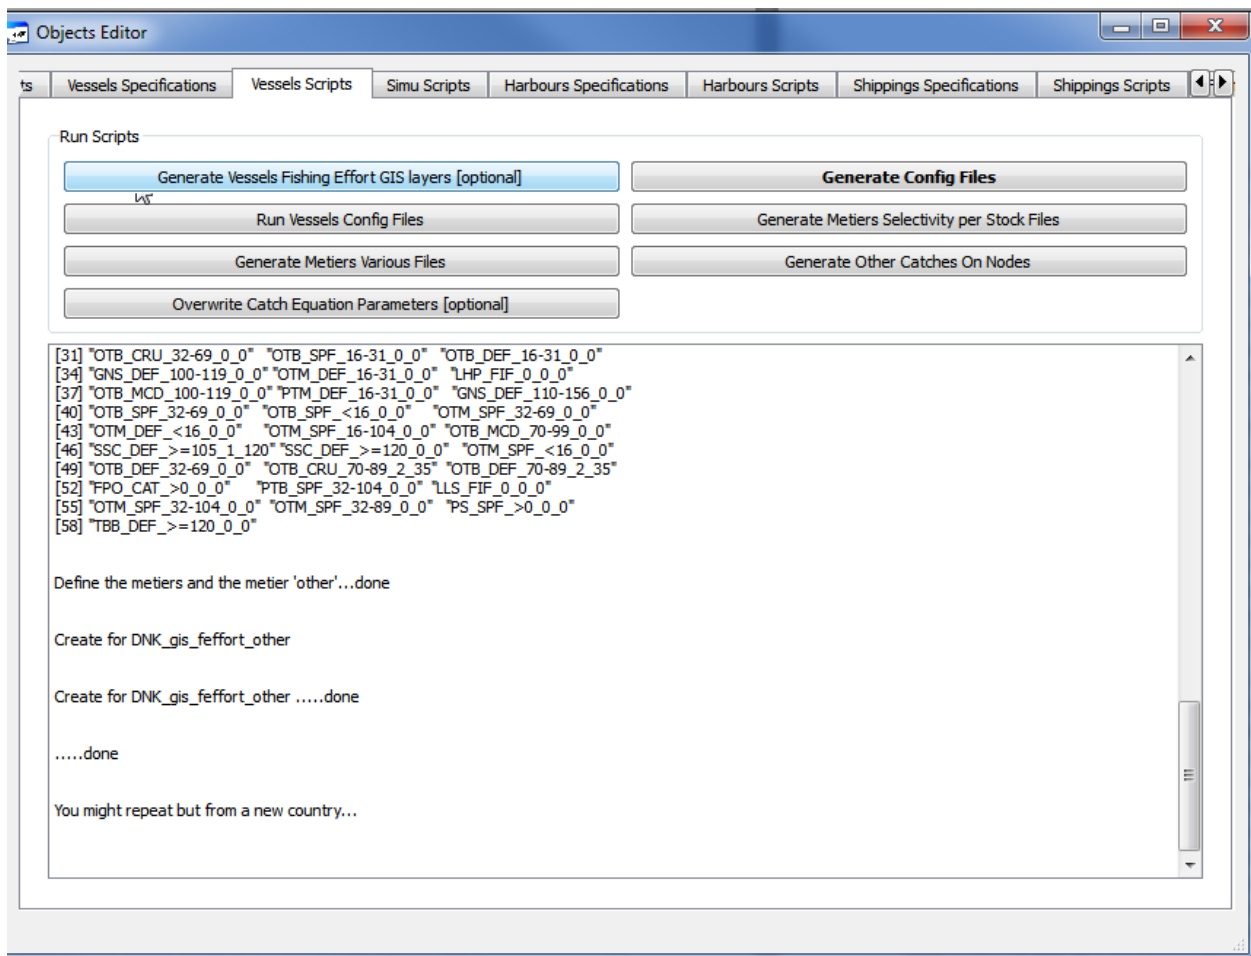 Objects Editor
ts Vessels Specifications Vessels Scripts Simu Scripts Harbours Specifications Harbours Scripts Shippings Specifications Shippings Scripts
Run Scripts
Generate Vessels Fishing Effort GIS layers [optional] Generate Config Files
Run Vessels Config Files Generate Metiers Selectivity per Stock Files
Generate Metiers Various Files Generate Other Catches On Nodes
Overwrite Catch Equation Parameters [optional]
[31] "OTB_CRU_32-69_0_0" "OTB_SPF_16-31_0_0" "OTB_DEF_16-31_0_0"
[34] "GNS_DEF_100-119_0_0" "OTM_DEF_16-31_0_0" "LHP_FIF_0_0_0"
[37] "OTB_MCD_100-119_0_0" "PTM_DEF_16-31_0_0" "GNS_DEF_110-156_0_0"
[40] "OTB_SPF_32-69_0_0" "OTB_SPF_<16_0_0" "OTM_SPF_32-69_0_0"
[43] "OTM_DEF_<16_0_0" "OTM_SPF_16-104_0_0" "OTB_MCD_70-99_0_0"
[46] "SSC_DEF_>=105_1_120" "SSC_DEF_>=120_0_0" "OTM_SPF_<16_0_0"
[49] "OTB_DEF_32-69_0_0" "OTB_CRU_70-89_2_35" "OTB_DEF_70-89_2_35"
[52] "FPO_CAT_>0_0_0" "PTB_SPF_32-104_0_0" "LLS_FIF_0_0_0"
[55] "OTM_SPF_32-104_0_0" "OTM_SPF_32-89_0_0" "PS_SPF_>0_0_0"
[58] "TBB_DEF_>=120_0_0"
Define the metiers and the metier 'other'...done
Create for DNK_gis_feffort_other
Create for DNK_gis_feffort_other .....done
.....done
You might repeat but from a new country...